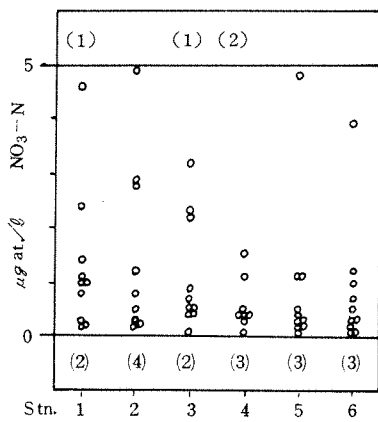 (1) (1) (2)
5
NO₃−N
μg at./ℓ
0
(2) (4) (2) (3) (3) (3)
Stn. 1 2 3 4 5 6